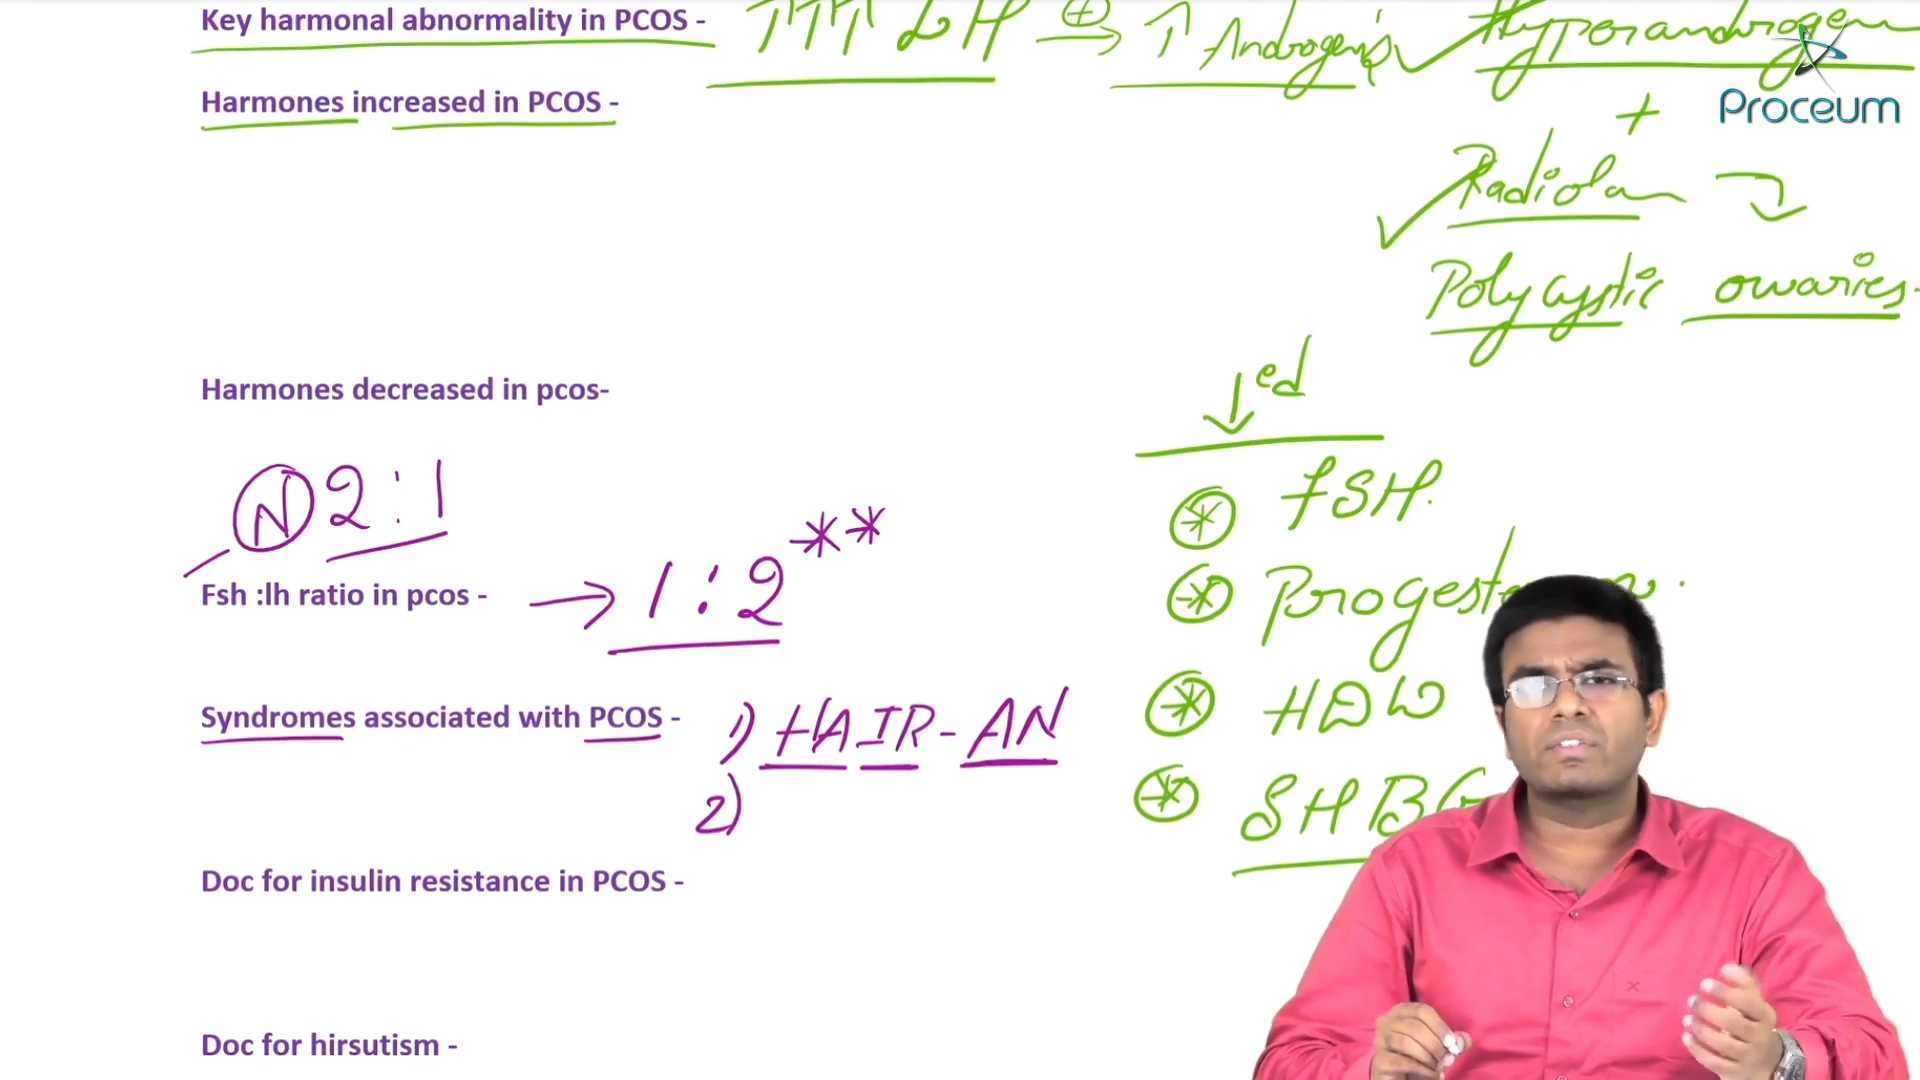 Key harmonal abnormality in PCOS - ↑↑↑ LH ⊕→ ↑ Androgens ✓ Hyperandrogen
Proceum
Harmones increased in PCOS -
+
✓ Radiolo
Polycystic ovaries.
Harmones decreased in pcos-
↓ed
N 2:1
* FSH.
Fsh :lh ratio in pcos - → 1:2 **
*
Syndromes associated with PCOS - 1) HAIR-AN
* HDL
2)
* SHBG
Doc for insulin resistance in PCOS -
Doc for hirsutism -